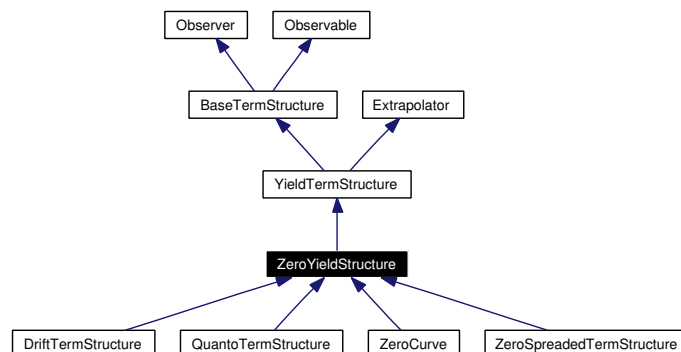 Observer
Observable
BaseTermStructure
Extrapolator
YieldTermStructure
ZeroYieldStructure
DriftTermStructure
QuantoTermStructure
ZeroCurve
ZeroSpreadedTermStructure